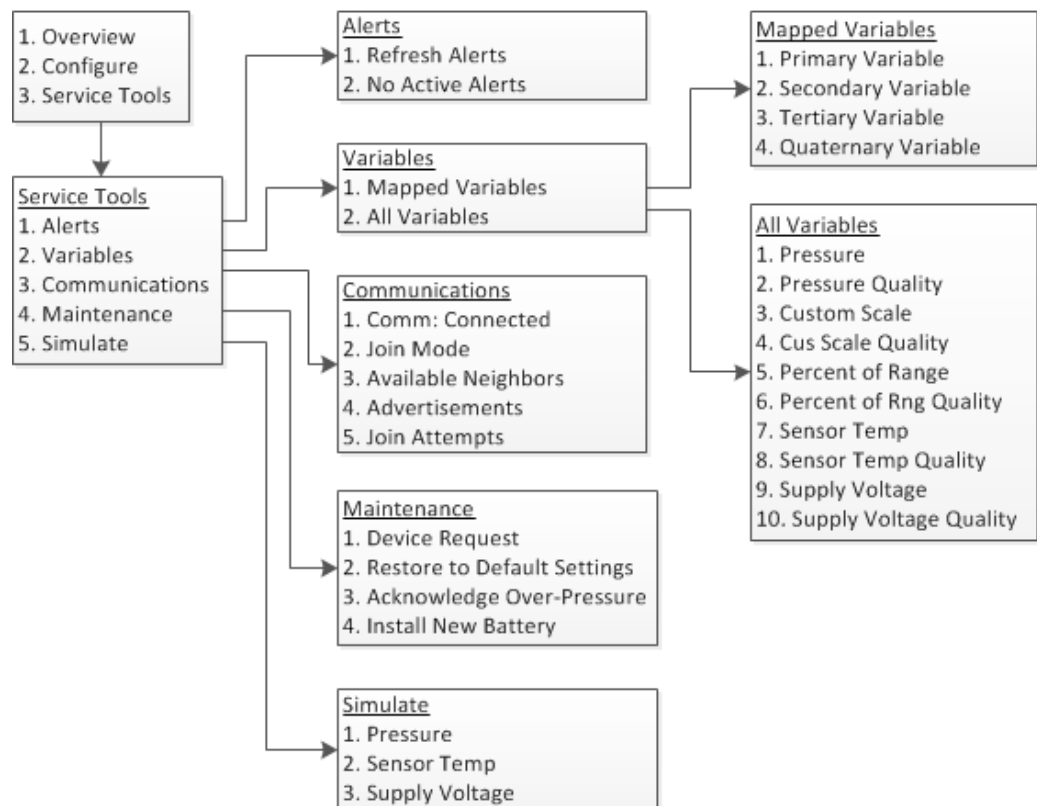 1. Overview
2. Configure
3. Service Tools
Service Tools
1. Alerts
2. Variables
3. Communications
4. Maintenance
5. Simulate
Alerts
1. Refresh Alerts
2. No Active Alerts
Variables
1. Mapped Variables
2. All Variables
Communications
1. Comm: Connected
2. Join Mode
3. Available Neighbors
4. Advertisements
5. Join Attempts
Maintenance
1. Device Request
2. Restore to Default Settings
3. Acknowledge Over-Pressure
4. Install New Battery
Simulate
1. Pressure
2. Sensor Temp
3. Supply Voltage
Mapped Variables
1. Primary Variable
2. Secondary Variable
3. Tertiary Variable
4. Quaternary Variable
All Variables
1. Pressure
2. Pressure Quality
3. Custom Scale
4. Cus Scale Quality
5. Percent of Range
6. Percent of Rng Quality
7. Sensor Temp
8. Sensor Temp Quality
9. Supply Voltage
10. Supply Voltage Quality